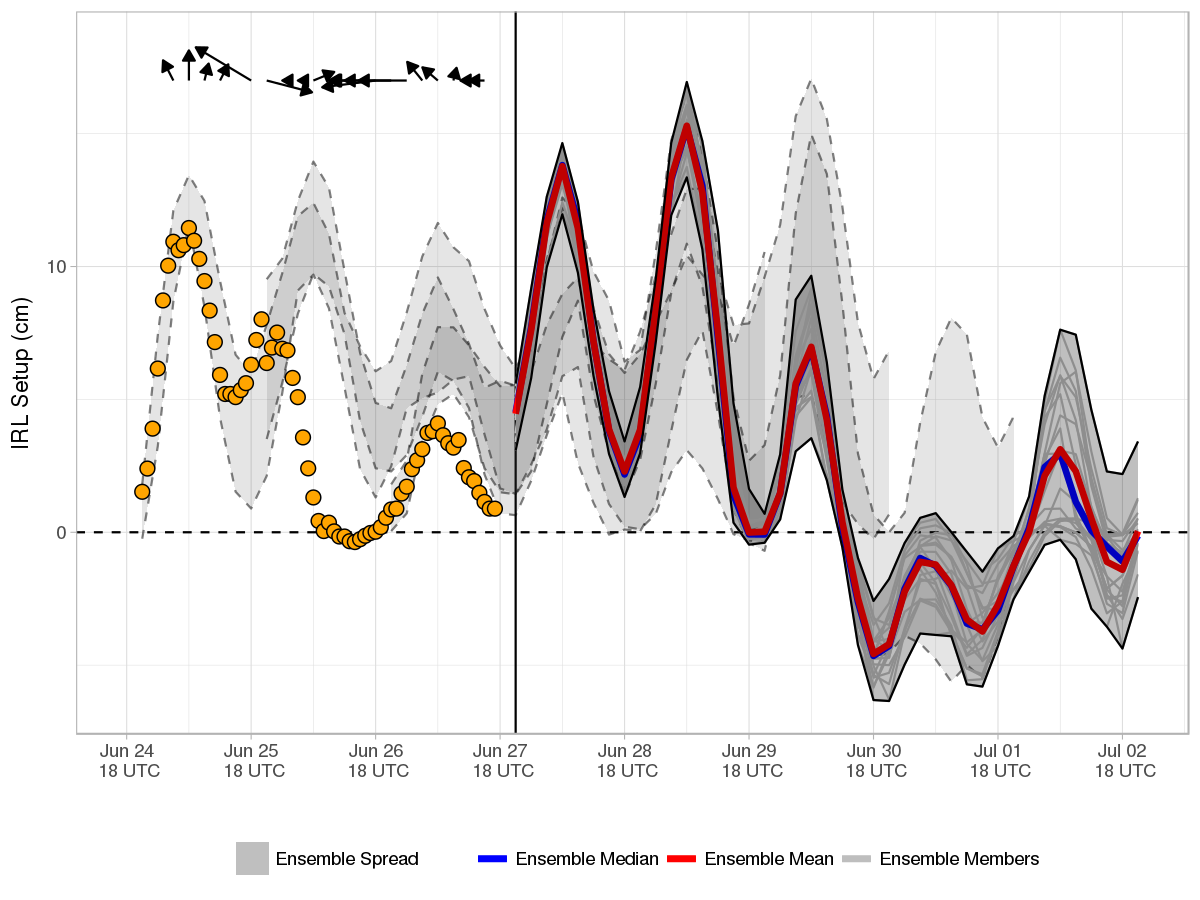 IRL Setup (cm)
10
0
Jun 24
18 UTC
Jun 25
18 UTC
Jun 26
18 UTC
Jun 27
18 UTC
Jun 28
18 UTC
Jun 29
18 UTC
Jun 30
18 UTC
Jul 01
18 UTC
Jul 02
18 UTC
Ensemble Spread
Ensemble Median
Ensemble Mean
Ensemble Members